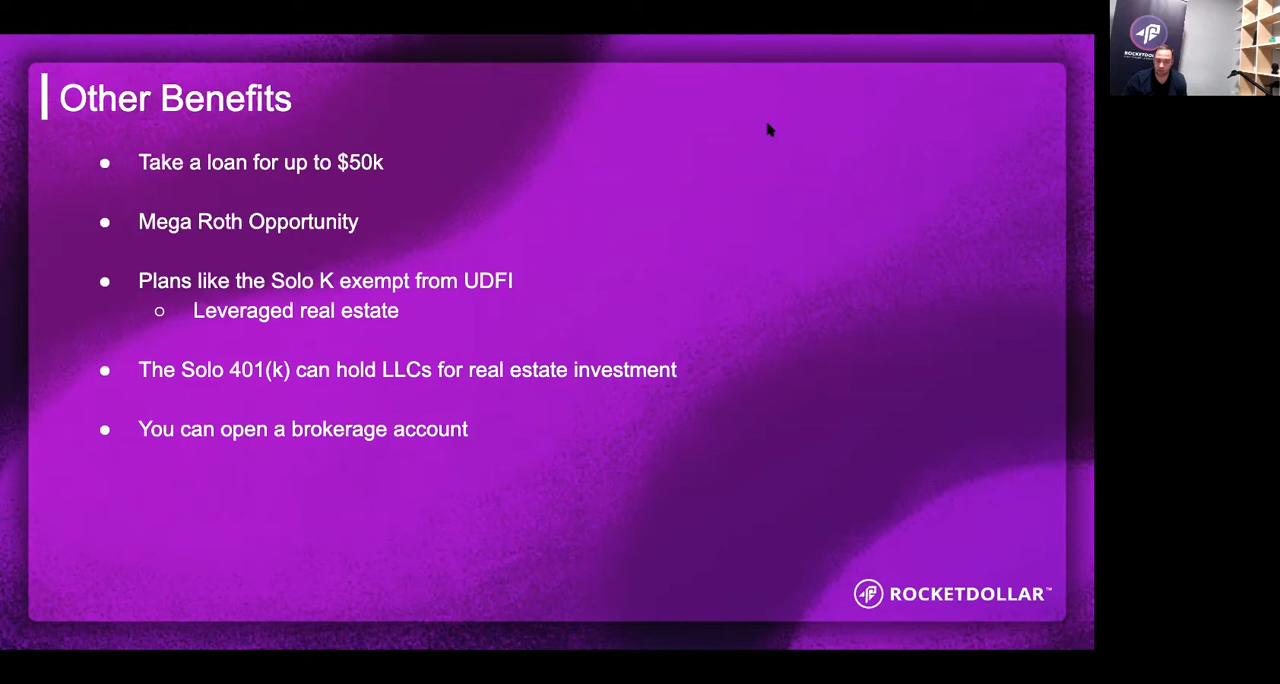 Other Benefits
● Take a loan for up to $50k
● Mega Roth Opportunity
● Plans like the Solo K exempt from UDFI
○ Leveraged real estate
● The Solo 401(k) can hold LLCs for real estate investment
● You can open a brokerage account
ROCKETDOLLAR™